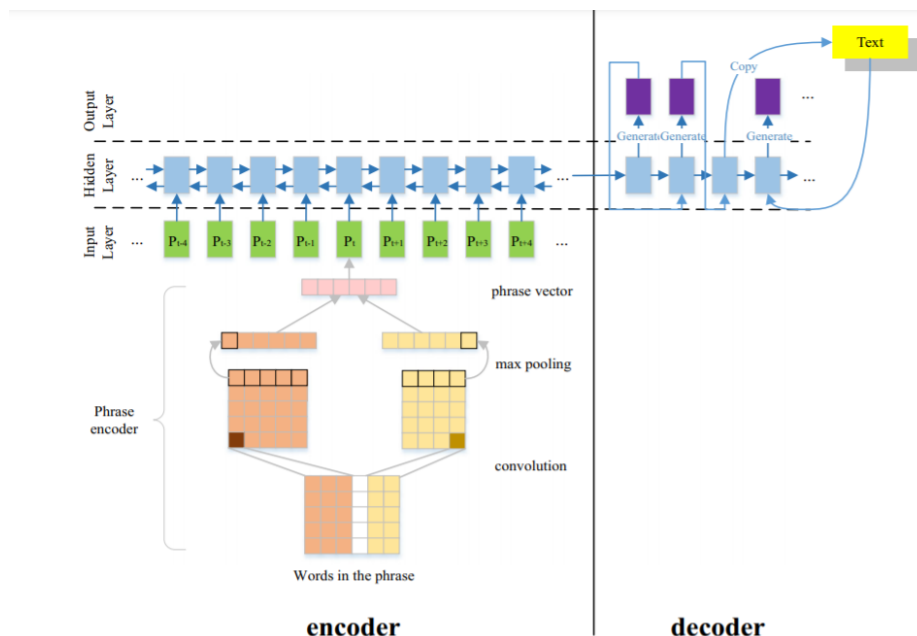 Text
Copy
Output
Layer
Generate
Generate
Generate
Hidden
Layer
...
...
...
...
Input
Layer
...
Pt-4
Pt-3
Pt-2
Pt-1
Pt
Pt+1
Pt+2
Pt+3
Pt+4
...
phrase vector
max pooling
Phrase
encoder
convolution
Words in the phrase
encoder
decoder